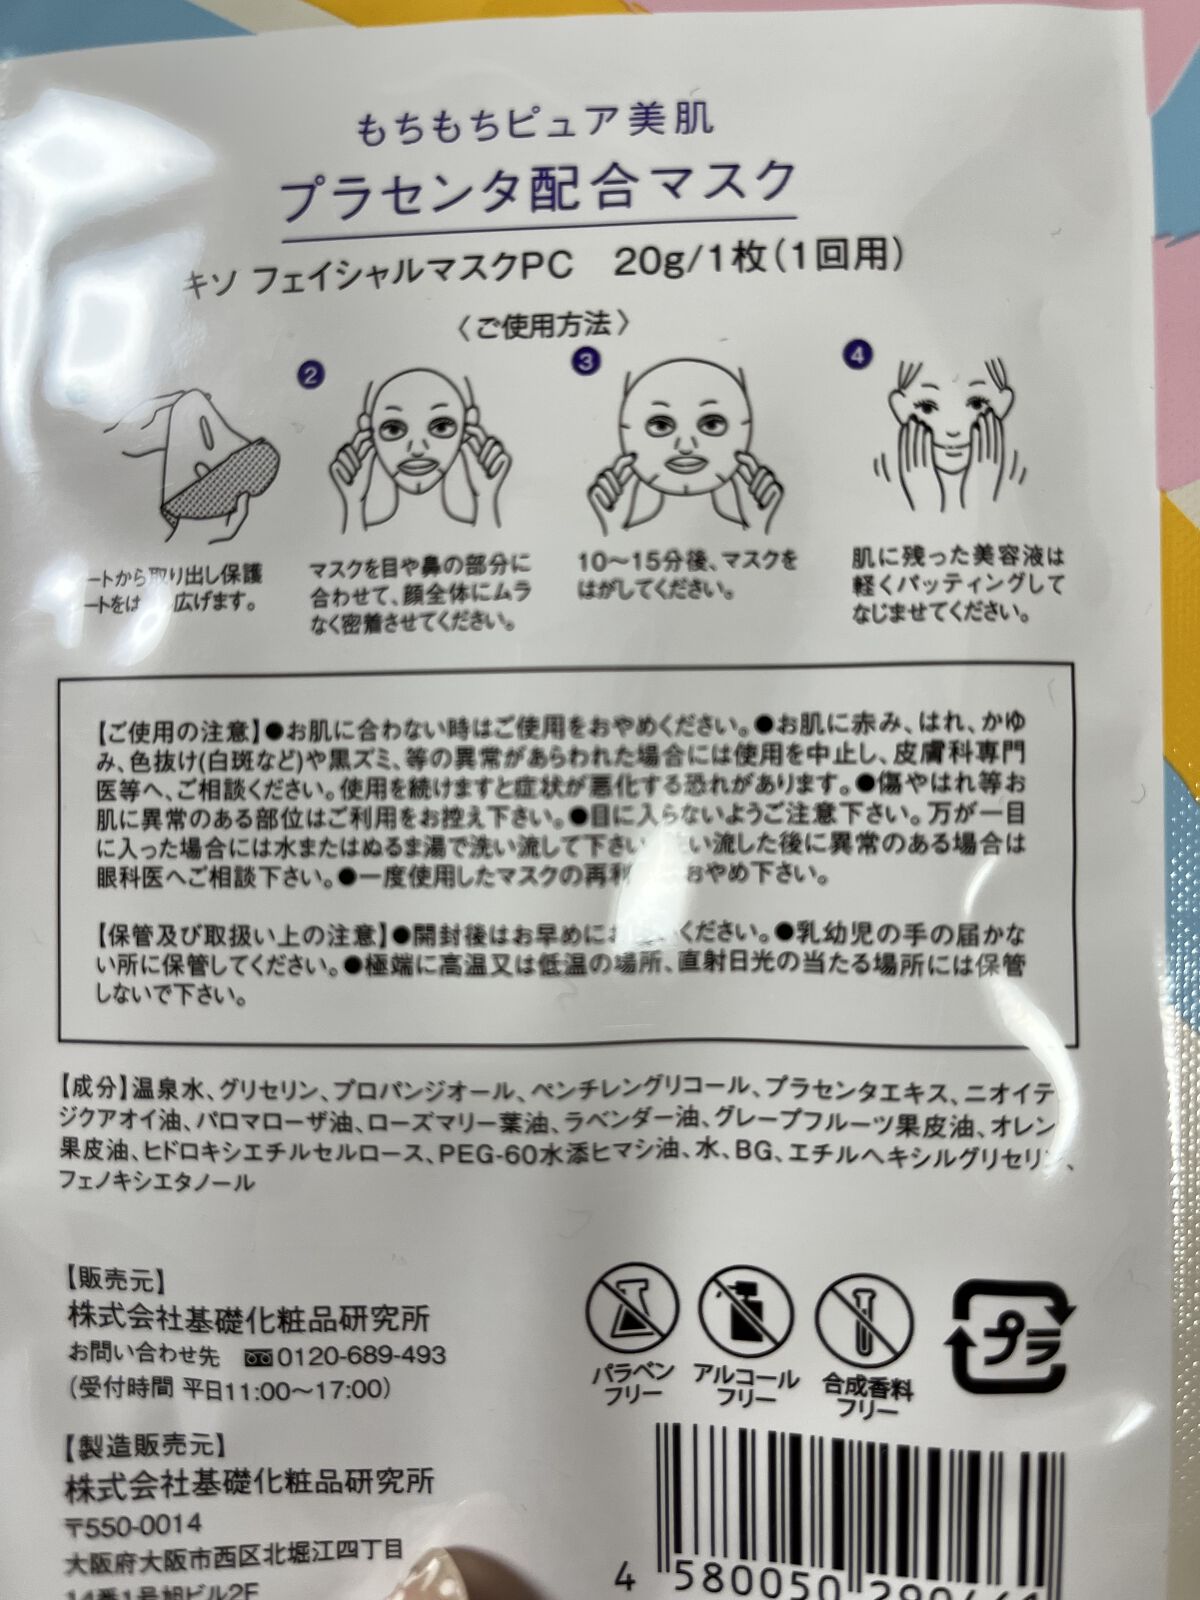 もちもちピュア美肌
プラセンタ配合マスク
キソ フェイシャルマスクPC 20g/1枚(1回用)
〈ご使用方法〉
2
3
4
ートから取り出し保護
ートをは 広げます。
マスクを目や鼻の部分に
合わせて、顔全体にムラ
なく密着させてください。
10〜15分後、マスクを
はがしてください。
肌に残った美容液は
軽くパッティングして
なじませてください。
【ご使用の注意】●お肌に合わない時はご使用をおやめください。●お肌に赤み、はれ、かゆ
み、色抜け(白斑など)や黒ズミ、等の異常があらわれた場合には使用を中止し、皮膚科専門
医等へ、ご相談ください。使用を続けますと症状が悪化する恐れがあります。●傷やはれ等お
肌に異常のある部位はご利用をお控え下さい。●目に入らないようご注意下さい。万が一目
に入った場合には水またはぬるま湯で洗い流して下さい い流した後に異常のある場合は
眼科医へご相談下さい。●一度使用したマスクの再利 おやめ下さい。
【保管及び取扱い上の注意】●開封後はお早めに ください。●乳幼児の手の届かな
い所に保管してください。●極端に高温又は低温の場所、直射日光の当たる場所には保管
しないで下さい。
【成分】温泉水、グリセリン、プロパンジオール、ペンチレングリコール、プラセンタエキス、ニオイテ
ジクアオイ油、パロマローザ油、ローズマリー葉油、ラベンダー油、グレープフルーツ果皮油、オレン
果皮油、ヒドロキシエチルセルロース、PEG-60水添ヒマシ油、水、BG、エチルヘキシルグリセリン、
フェノキシエタノール
【販売元】
株式会社基礎化粧品研究所
お問い合わせ先 0120-689-493
(受付時間 平日11:00〜17:00)
【製造販売元】
株式会社基礎化粧品研究所
〒550-0014
大阪府大阪市西区北堀江四丁目
14番1号旭ビル2F
パラベン
フリー
アルコール
フリー
合成香料
フリー
プラ
4 580050 290441